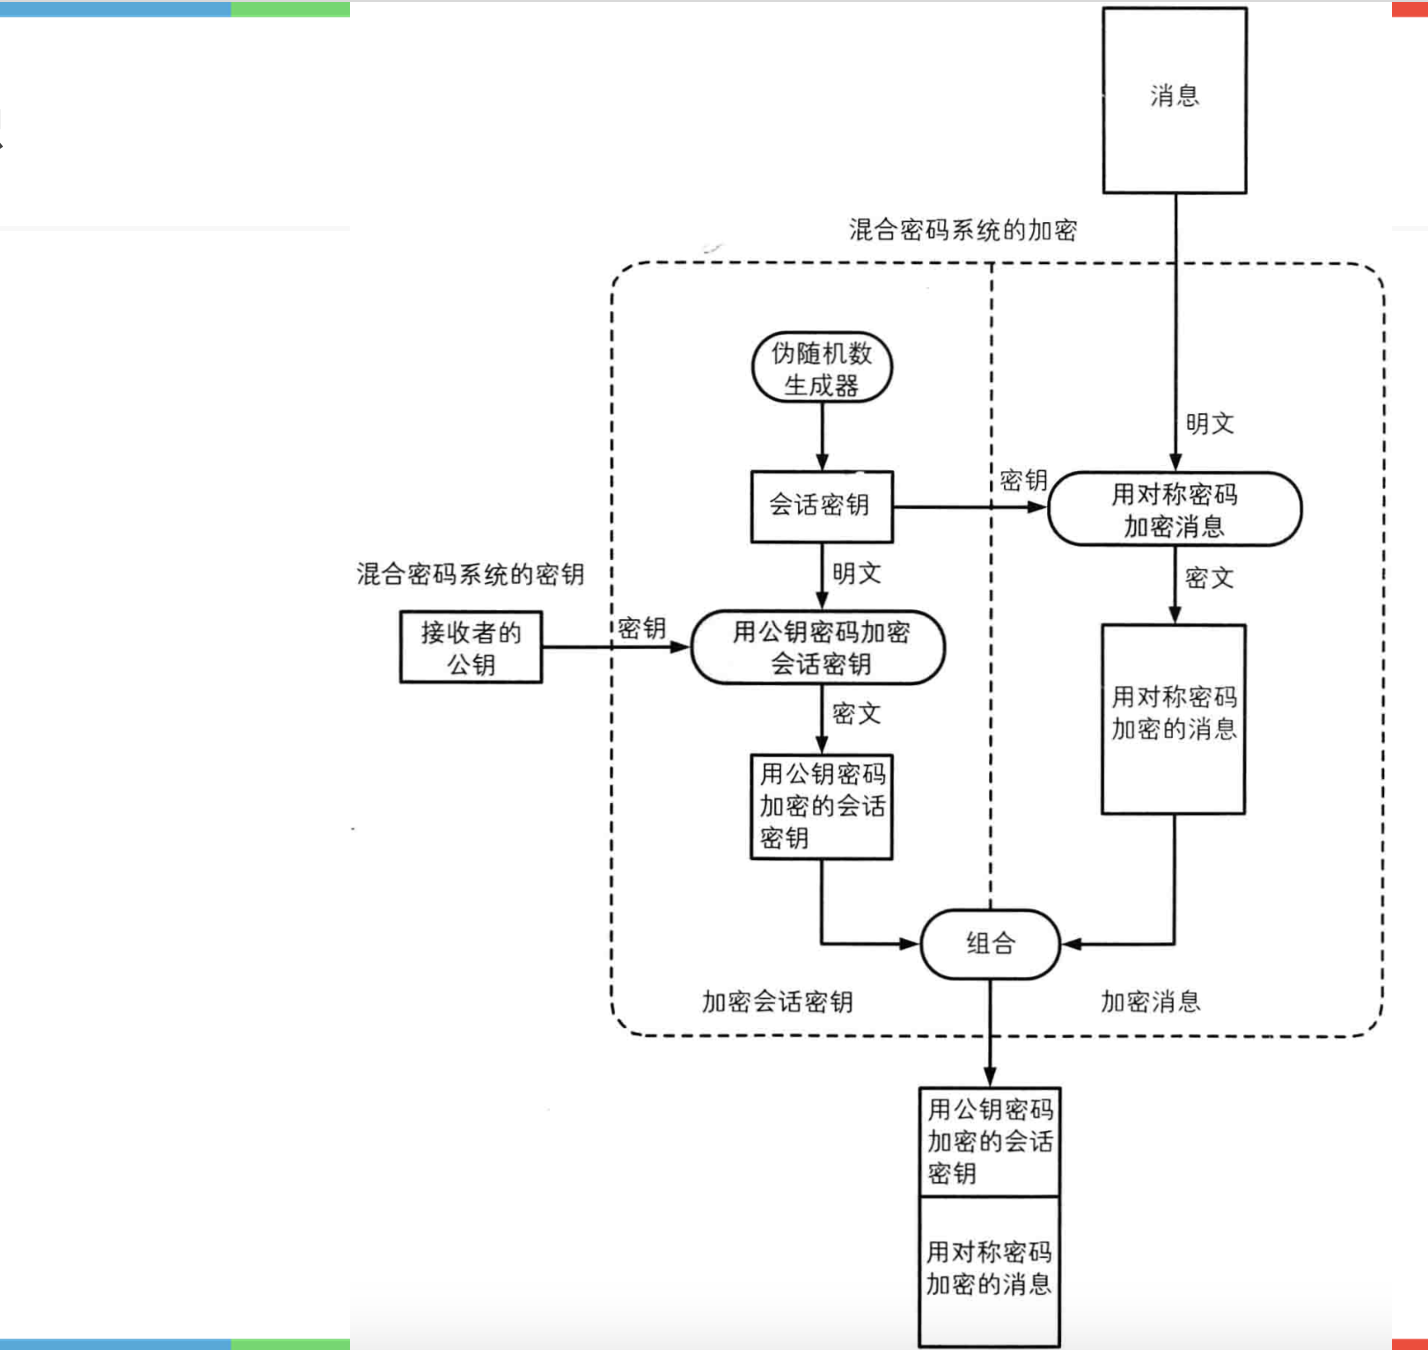 消息
混合密码系统的加密
伪随机数
生成器
明文
会话密钥
密钥
用对称密码
加密消息
混合密码系统的密钥
明文
密文
接收者的
公钥
密钥
用公钥密码加密
会话密钥
密文
用对称密码
加密的消息
用公钥密码
加密的会话
密钥
组合
加密会话密钥
加密消息
用公钥密码
加密的会话
密钥
用对称密码
加密的消息